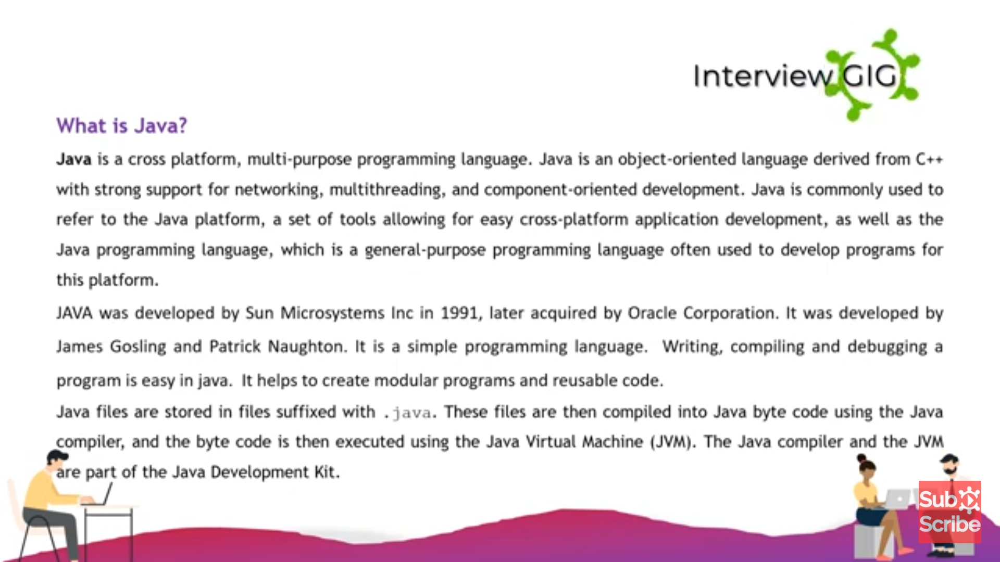 Interview GIG
What is Java?
Java is a cross platform, multi-purpose programming language. Java is an object-oriented language derived from C++
with strong support for networking, multithreading, and component-oriented development. Java is commonly used to
refer to the Java platform, a set of tools allowing for easy cross-platform application development, as well as the
Java programming language, which is a general-purpose programming language often used to develop programs for
this platform.
JAVA was developed by Sun Microsystems Inc in 1991, later acquired by Oracle Corporation. It was developed by
James Gosling and Patrick Naughton. It is a simple programming language. Writing, compiling and debugging a
program is easy in java. It helps to create modular programs and reusable code.
Java files are stored in files suffixed with .java. These files are then compiled into Java byte code using the Java
compiler, and the byte code is then executed using the Java Virtual Machine (JVM). The Java compiler and the JVM
are part of the Java Development Kit.
Sub
Scribe